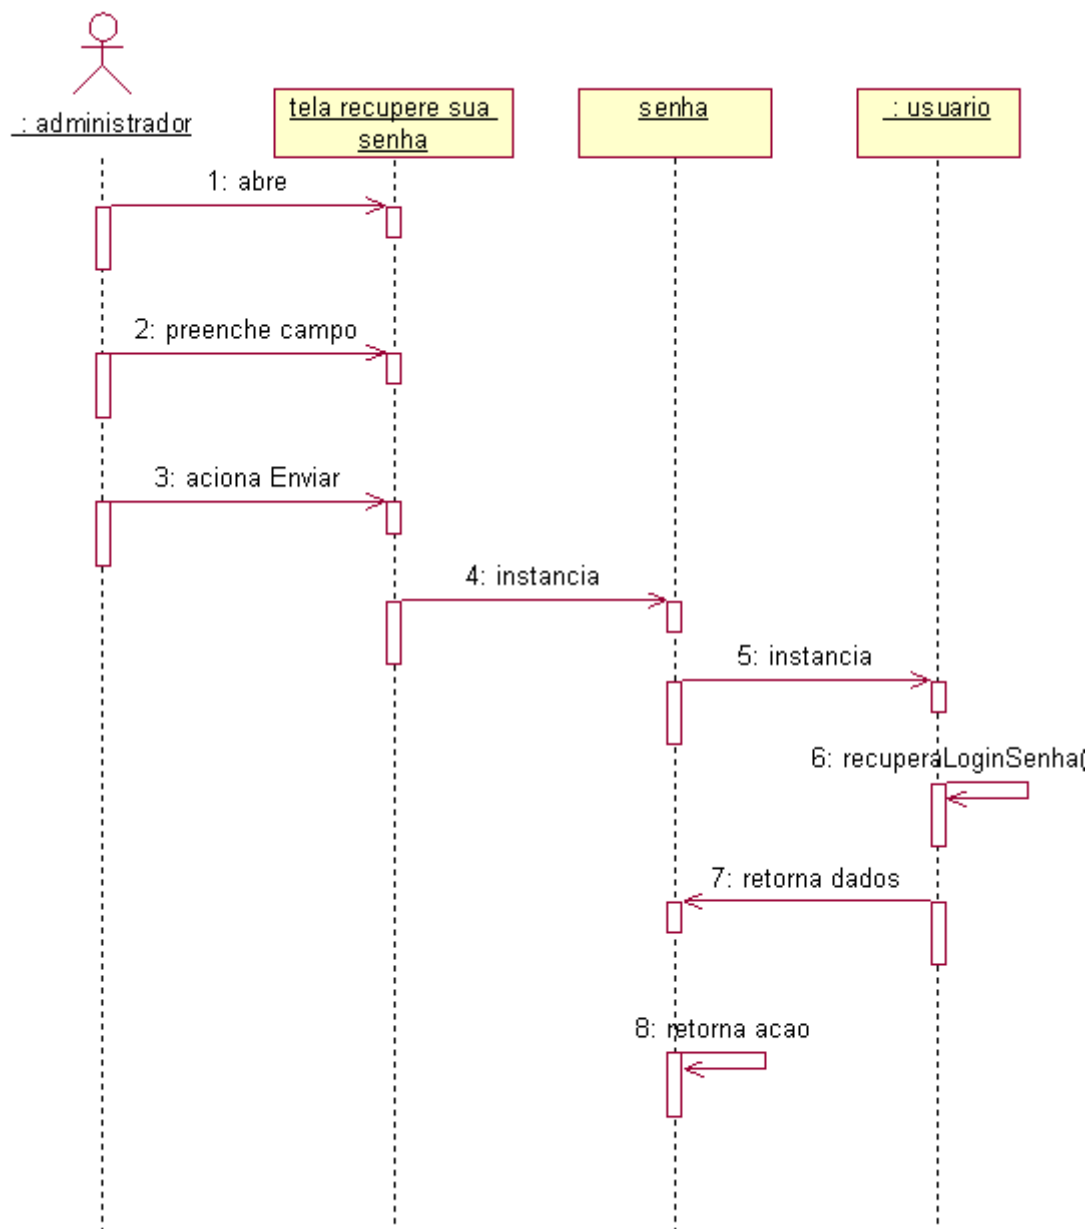 : administrador
tela recupere sua
senha
senha
: usuario
1: abre
2: preenche campo
3: aciona Enviar
4: instancia
5: instancia
6: recuperaLoginSenha(
7: retorna dados
8: retorna acao